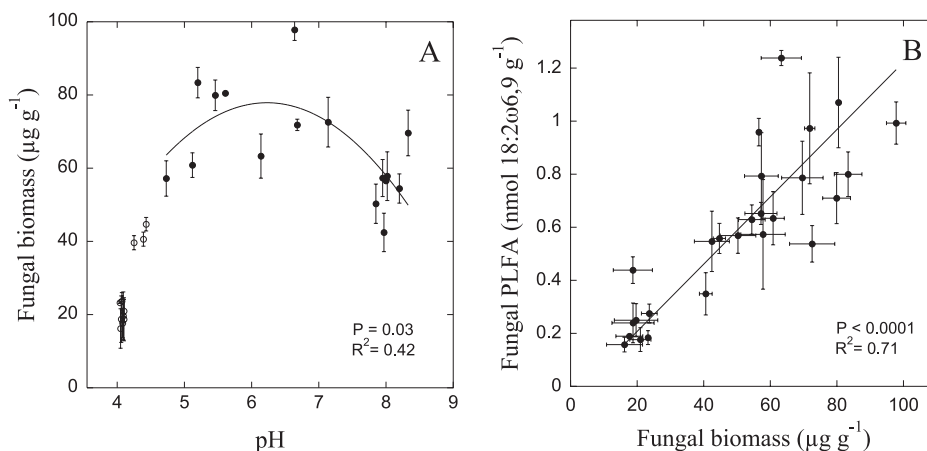 A
Fungal biomass (µg g-1)
100
80
60
40
20
0
P = 0.03
R2 = 0.42
4
5
6
7
8
9
pH
B
Fungal PLFA (nmol 18:2ω6,9 g-1)
1.2
1
0.8
0.6
0.4
0.2
0
P < 0.0001
R2 = 0.71
0
20
40
60
80
100
Fungal biomass (µg g-1)